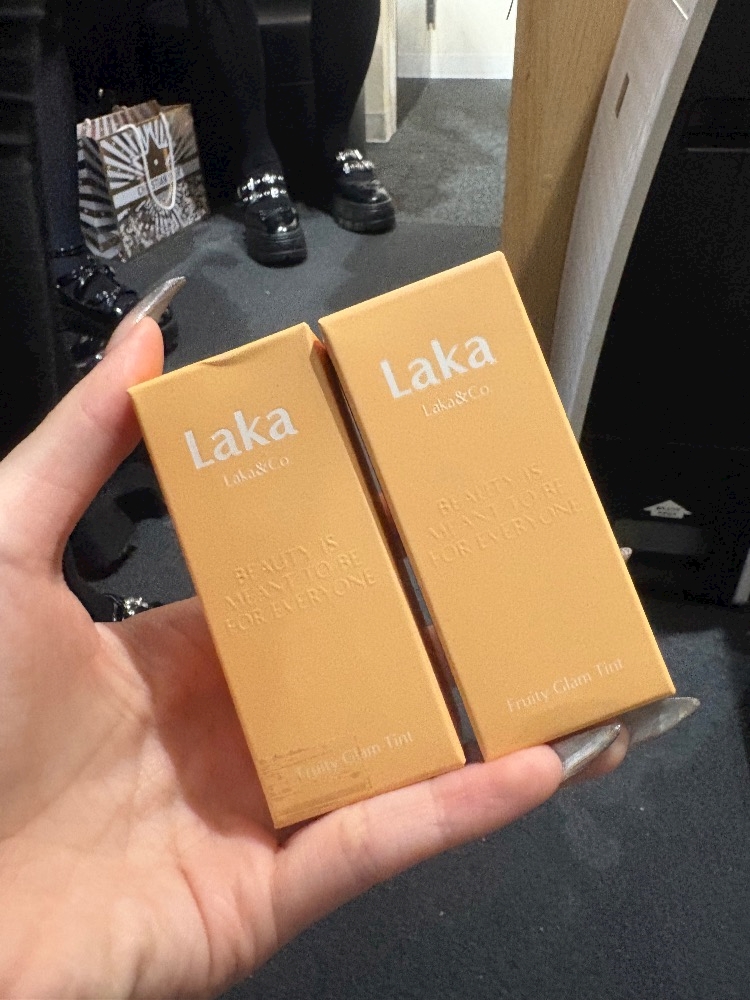 Laka
Laka&Co.
BEAUTY IS
MEANT TO BE
FOR EVERYONE
Fruity Glam Tint
Laka
Laka&Co.
BEAUTY IS
MEANT TO BE
FOR EVERYONE
Fruity Glam Tint